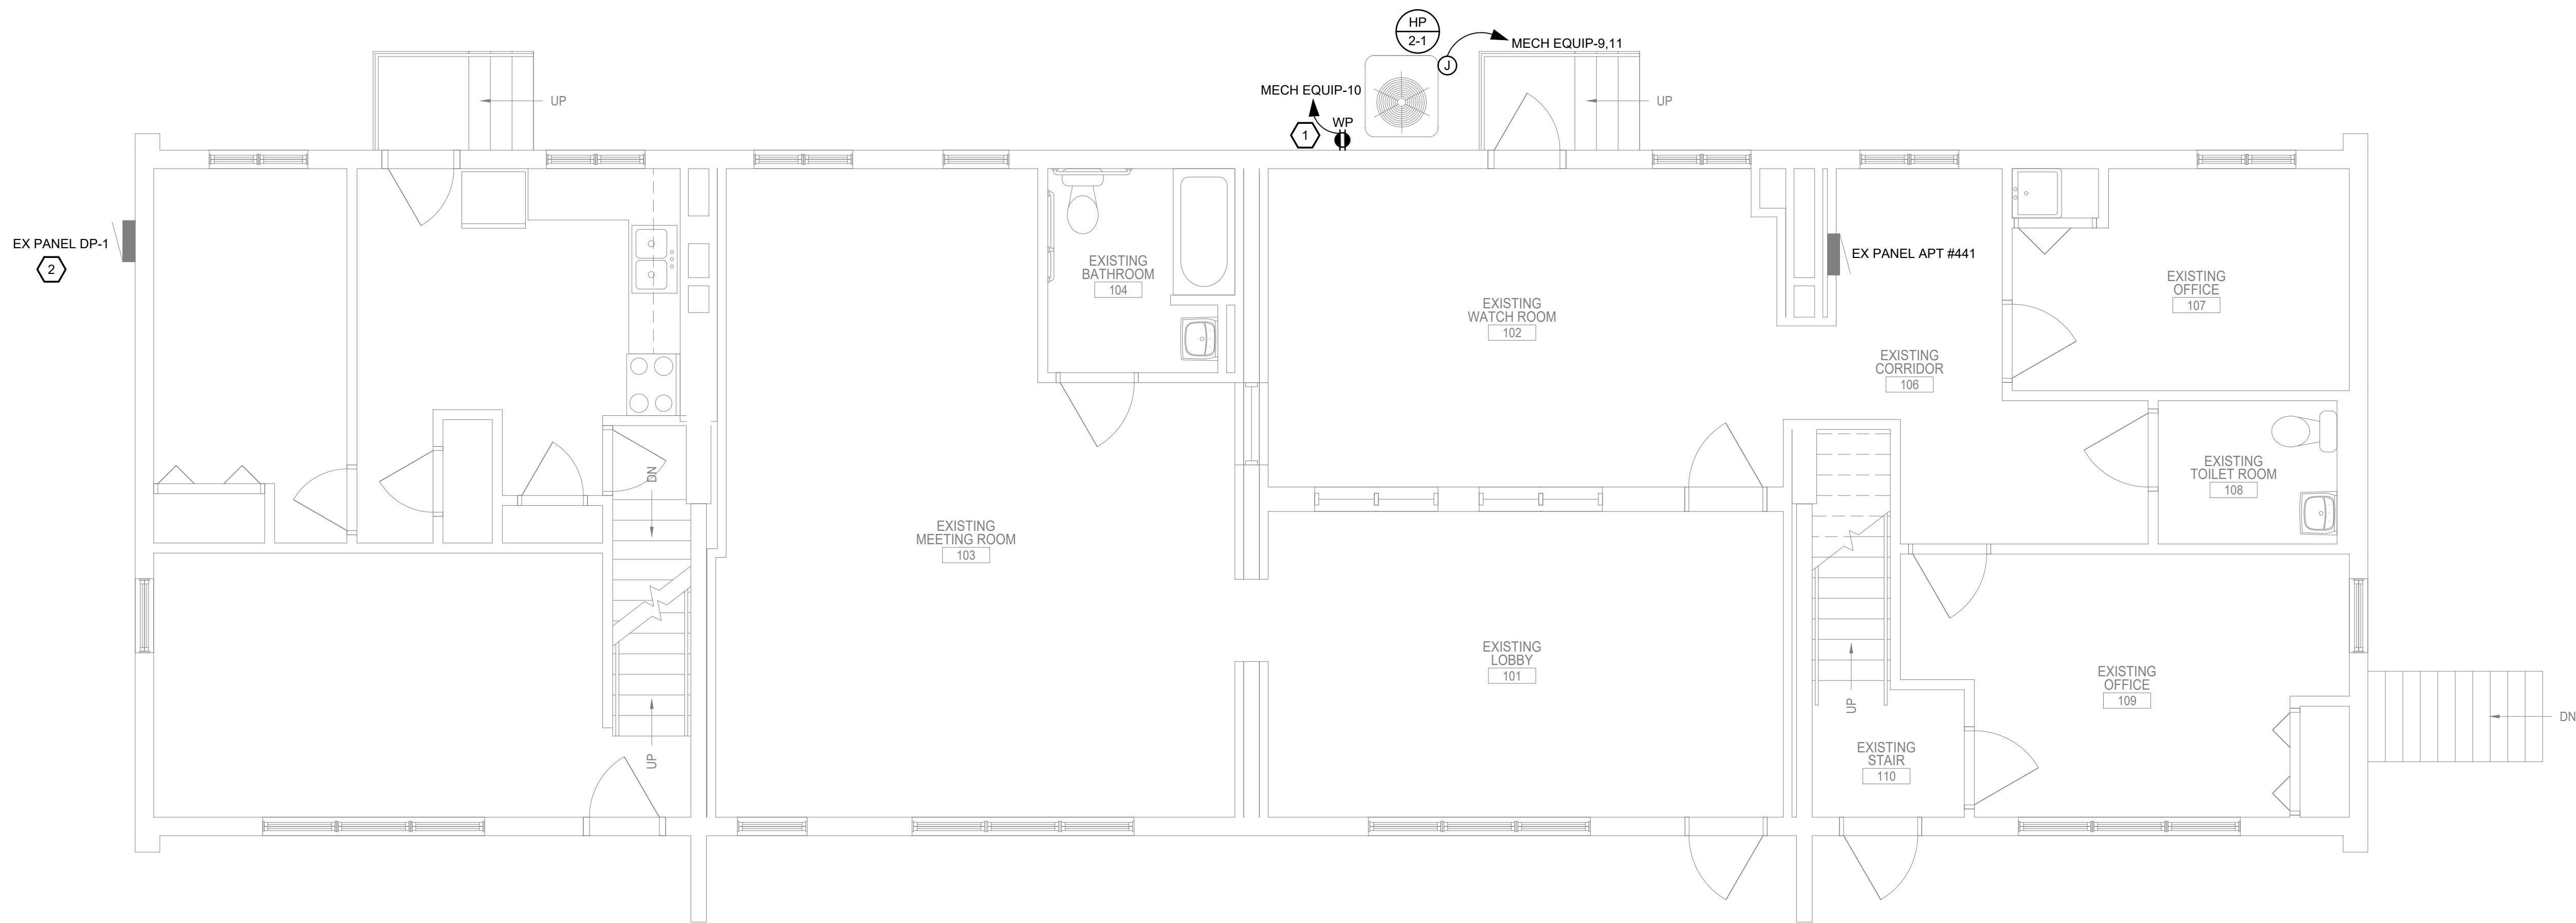 HP
2-1
MECH EQUIP-9,11
J
MECH EQUIP-10
WP
1
UP
UP
EX PANEL DP-1
2
EX PANEL APT #441
EXISTING
BATHROOM
104
EXISTING
WATCH ROOM
102
EXISTING
OFFICE
107
EXISTING
CORRIDOR
106
EXISTING
TOILET ROOM
108
DN
EXISTING
MEETING ROOM
103
EXISTING
LOBBY
101
EXISTING
OFFICE
109
UP
UP
EXISTING
STAIR
110
DN